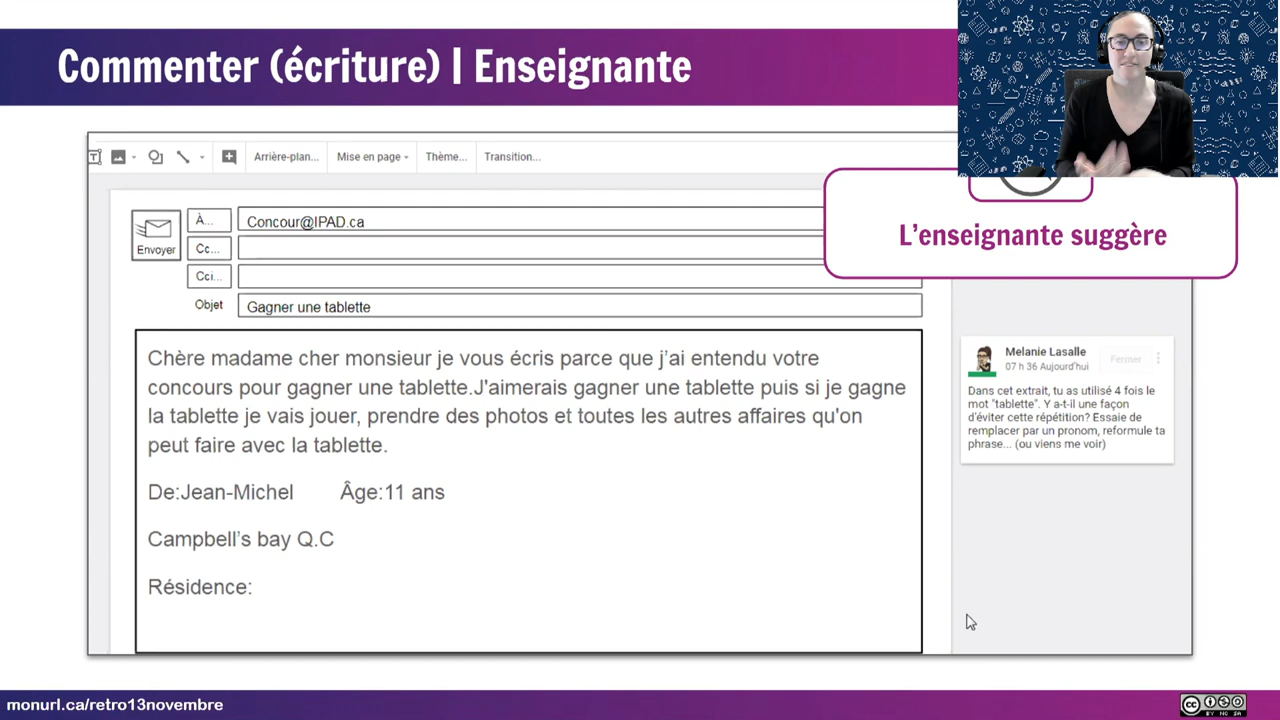 Commenter (écriture) | Enseignante
Arrière-plan... Mise en page Thème... Transition...
Envoyer
À... Concour@IPAD.ca
Cc...
Cci...
Objet Gagner une tablette
L'enseignante suggère
Chère madame cher monsieur je vous écris parce que j'ai entendu votre
concours pour gagner une tablette.J'aimerais gagner une tablette puis si je gagne
la tablette je vais jouer, prendre des photos et toutes les autres affaires qu'on
peut faire avec la tablette.
De:Jean-Michel Âge:11 ans
Campbell's bay Q.C
Résidence:
Melanie Lasalle
Fermer
07 h 36 Aujourd'hui
Dans cet extrait, tu as utilisé 4 fois le
mot "tablette". Y a-t-il une façon
d'éviter cette répétition? Essaie de
remplacer par un pronom, reformule ta
phrase... (ou viens me voir)
monurl.ca/retro13novembre
cc
BY NC SA